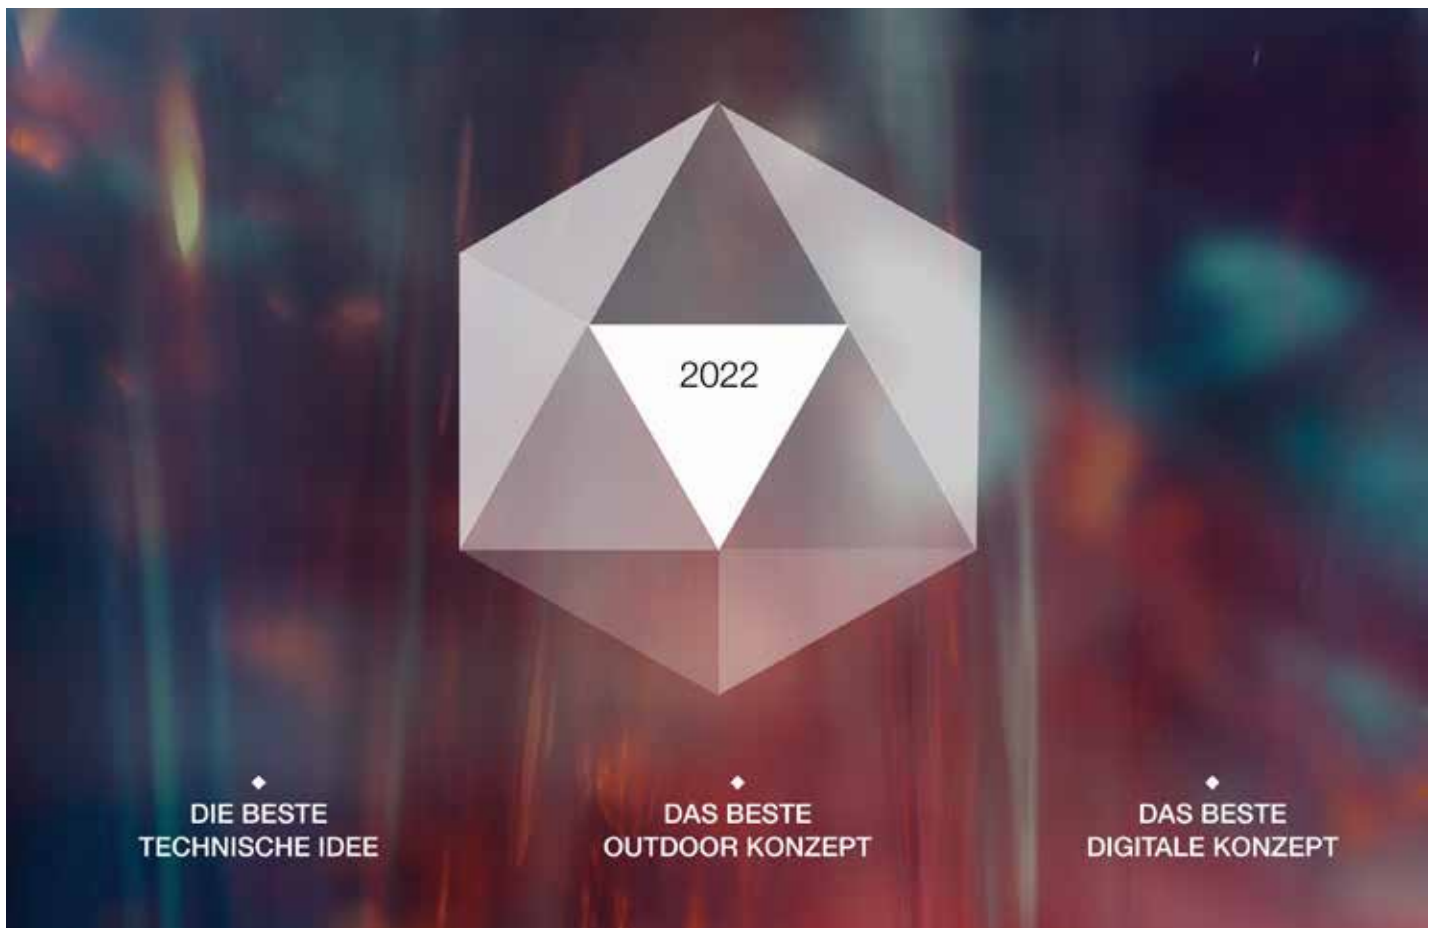 2022
DIE BESTE
TECHNISCHE IDEE
DAS BESTE
OUTDOOR KONZEPT
DAS BESTE
DIGITALE KONZEPT